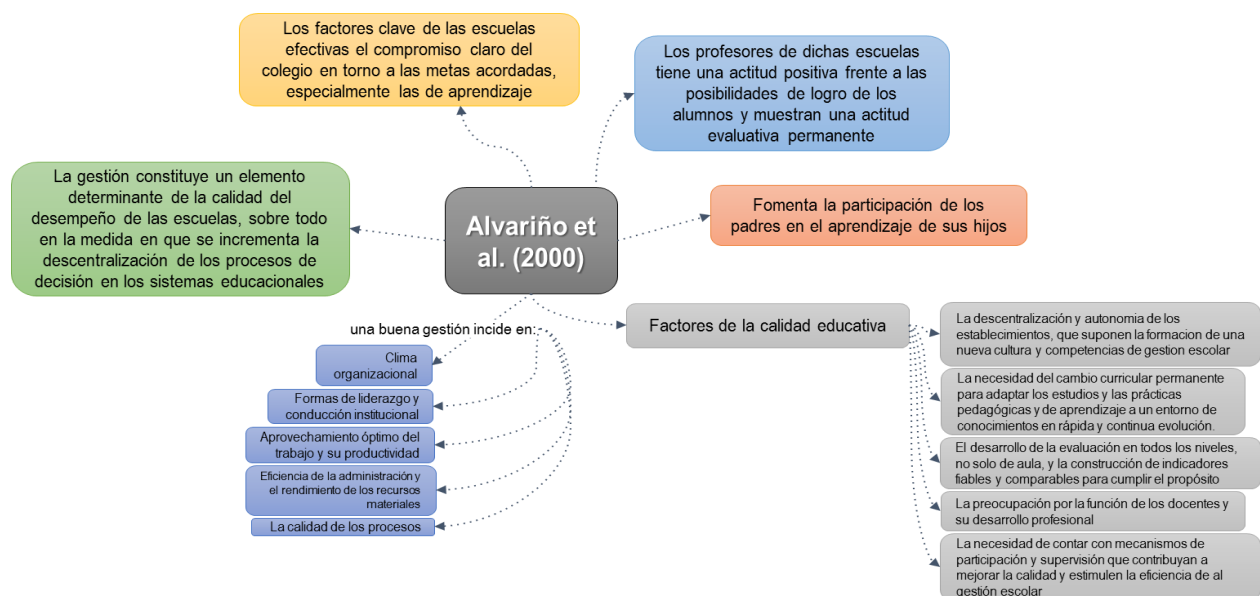 Los factores clave de las escuelas
efectivas el compromiso claro del
colegio en torno a las metas acordadas,
especialmente las de aprendizaje
Los profesores de dichas escuelas
tiene una actitud positiva frente a las
posibilidades de logro de los
alumnos y muestran una actitud
evaluativa permanente
La gestión constituye un elemento
determinante de la calidad del
desempeño de las escuelas, sobre todo
en la medida en que se incrementa la
descentralización de los procesos de
decisión en los sistemas educacionales
Alvariño et
al. (2000)
Fomenta la participación de los
padres en el aprendizaje de sus hijos
una buena gestión incide en:
Clima
organizacional
Formas de liderazgo y
conducción institucional
Aprovechamiento óptimo del
trabajo y su productividad
Eficiencia de la administración y
el rendimiento de los recursos
materiales
La calidad de los procesos
Factores de la calidad educativa
La descentralización y autonomia de los
establecimientos, que suponen la formacion de una
nueva cultura y competencias de gestion escolar
La necesidad del cambio curricular permanente
para adaptar los estudios y las prácticas
pedagógicas y de aprendizaje a un entorno de
conocimientos en rápida y continua evolución.
El desarrollo de la evaluación en todos los niveles,
no solo de aula, y la construcción de indicadores
fiables y comparables para cumplir el propósito
La preocupación por la función de los docentes y
su desarrollo profesional
La necesidad de contar con mecanismos de
participación y supervisión que contribuyan a
mejorar la calidad y estimulen la eficiencia de al
gestión escolar